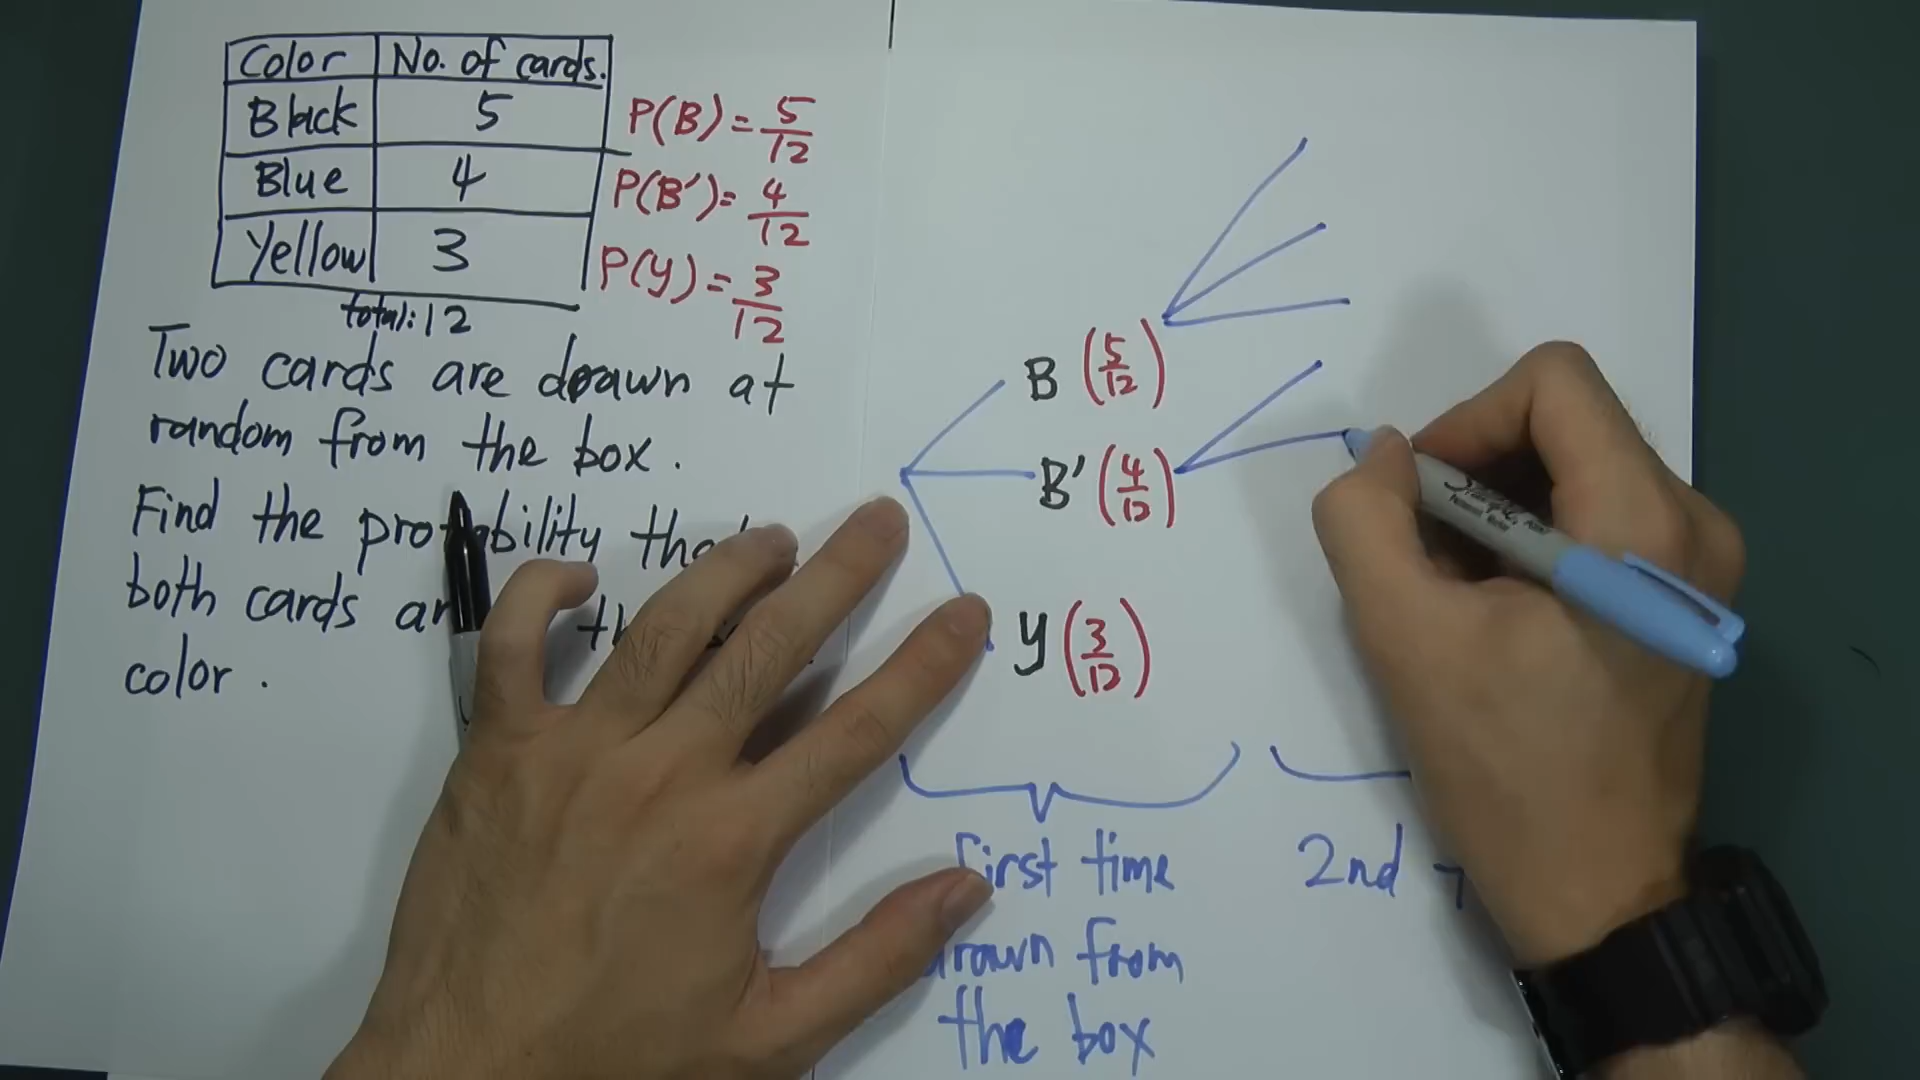 Color No. of cards.
Black 5
Blue 4
Yellow 3
total: 12
P(B) = 5/12
P(B') = 4/12
P(Y) = 3/12
Two cards are drawn at
random from the box.
Find the probability
both cards
color.
B (5/12)
B' (4/12)
Y (3/12)
first time
drawn from
the box
2nd